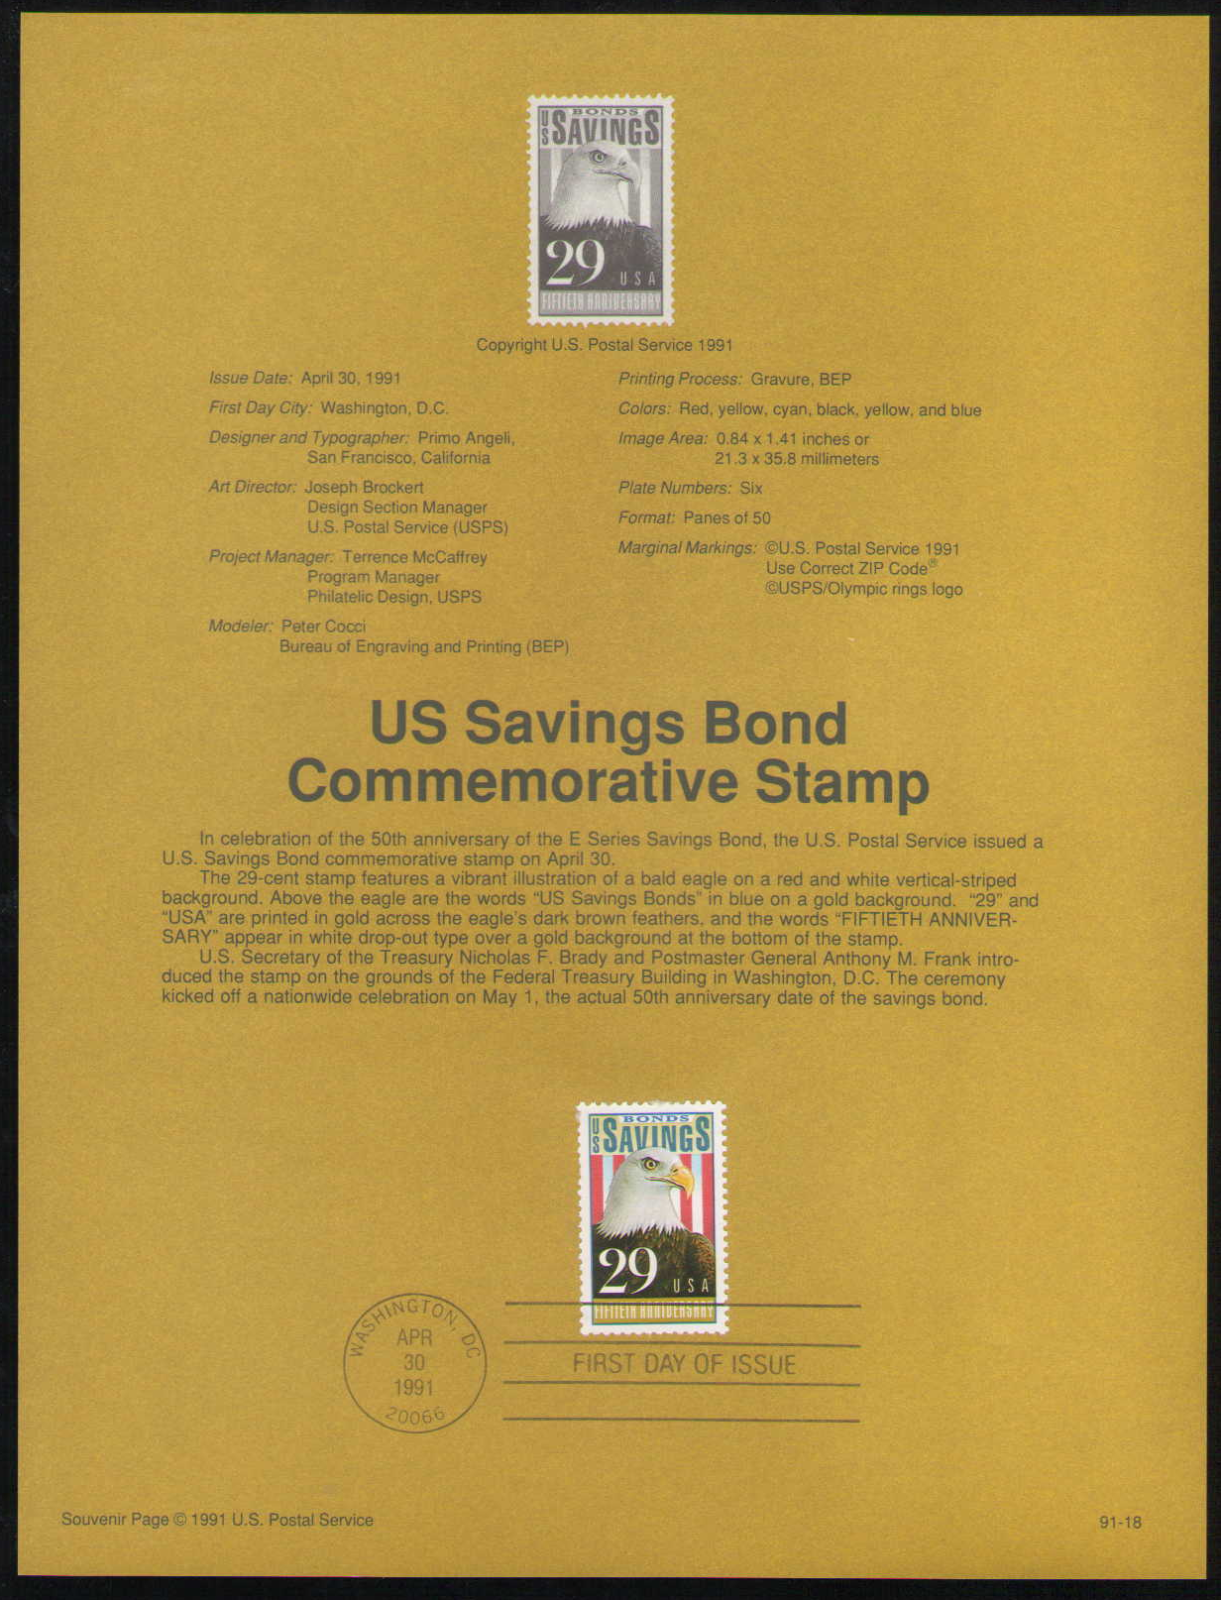 BONDS
US SAVINGS
29
USA
FIFTIETH ANNIVERSARY
Copyright U.S. Postal Service 1991
Issue Date: April 30, 1991
First Day City: Washington, D.C.
Designer and Typographer: Primo Angeli,
San Francisco, California
Art Director: Joseph Brockert
Design Section Manager
U.S. Postal Service (USPS)
Project Manager: Terrence McCaffrey
Program Manager
Philatelic Design, USPS
Modeler: Peter Cocci
Bureau of Engraving and Printing (BEP)
Printing Process: Gravure, BEP
Colors: Red, yellow, cyan, black, yellow, and blue
Image Area: 0.84 x 1.41 inches or
21.3 x 35.8 millimeters
Plate Numbers: Six
Format: Panes of 50
Marginal Markings: ©U.S. Postal Service 1991
Use Correct ZIP Code®
©USPS/Olympic rings logo
US Savings Bond
Commemorative Stamp
In celebration of the 50th anniversary of the E Series Savings Bond, the U.S. Postal Service issued a
U.S. Savings Bond commemorative stamp on April 30.
The 29-cent stamp features a vibrant illustration of a bald eagle on a red and white vertical-striped
background. Above the eagle are the words “US Savings Bonds” in blue on a gold background. “29” and
“USA” are printed in gold across the eagle's dark brown feathers, and the words “FIFTIETH ANNIVER-
SARY” appear in white drop-out type over a gold background at the bottom of the stamp.
U.S. Secretary of the Treasury Nicholas F. Brady and Postmaster General Anthony M. Frank intro-
duced the stamp on the grounds of the Federal Treasury Building in Washington, D.C. The ceremony
kicked off a nationwide celebration on May 1, the actual 50th anniversary date of the savings bond.
BONDS
US SAVINGS
29
USA
FIFTIETH ANNIVERSARY
WASHINGTON, DC
APR
30
1991
20066
FIRST DAY OF ISSUE
Souvenir Page © 1991 U.S. Postal Service
91-18